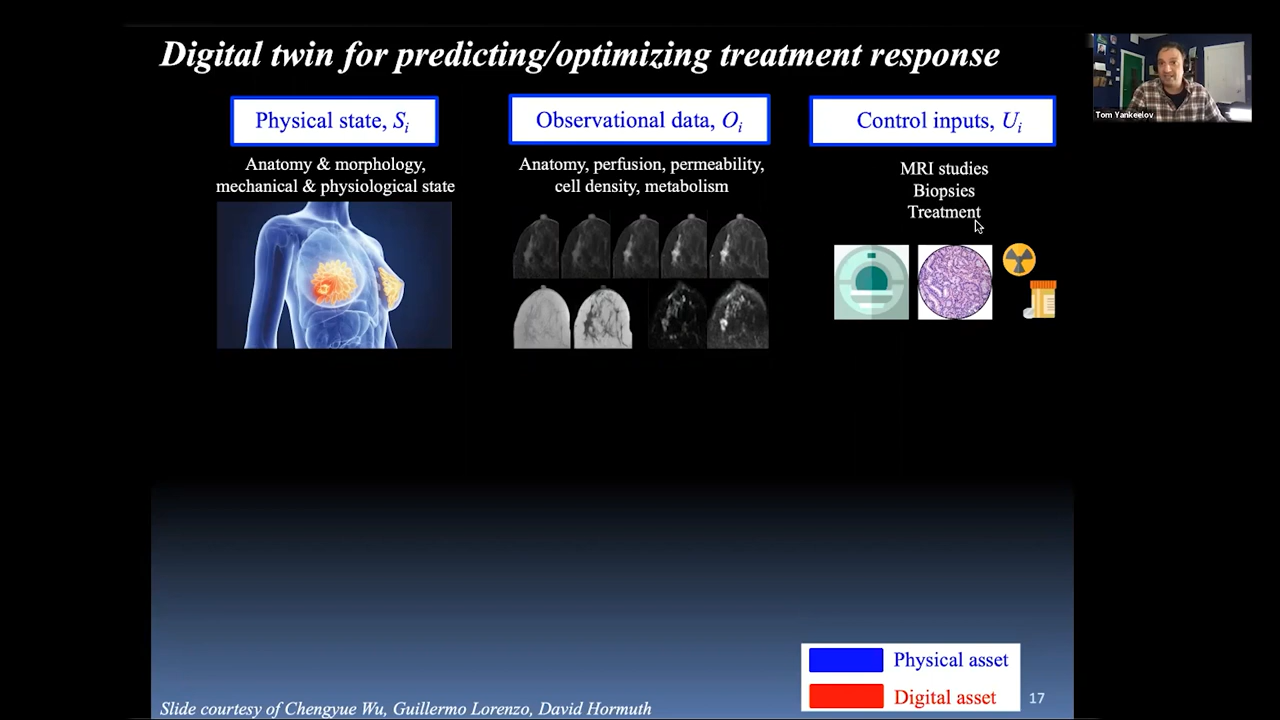 Digital twin for predicting/optimizing treatment response
Tom Yankeelov
Physical state, Si
Anatomy & morphology,
mechanical & physiological state
Observational data, Oi
Anatomy, perfusion, permeability,
cell density, metabolism
Control inputs, Ui
MRI studies
Biopsies
Treatment
Physical asset
Digital asset
17
Slide courtesy of Chengyue Wu, Guillermo Lorenzo, David Hormuth